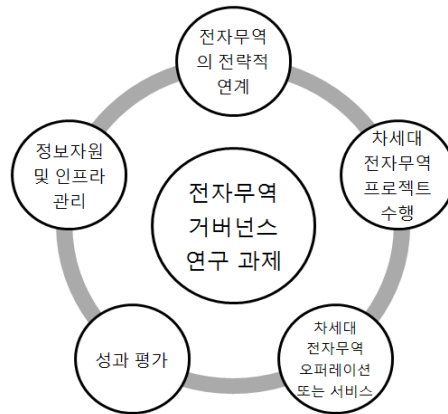 전자무역
의 전략적
연계
정보자원
및 인프라
관리
차세대
전자무역
프로젝트
수행
전자무역
거버넌스
연구 과제
성과 평가
차세대
전자무역
오퍼레이션
또는 서비스